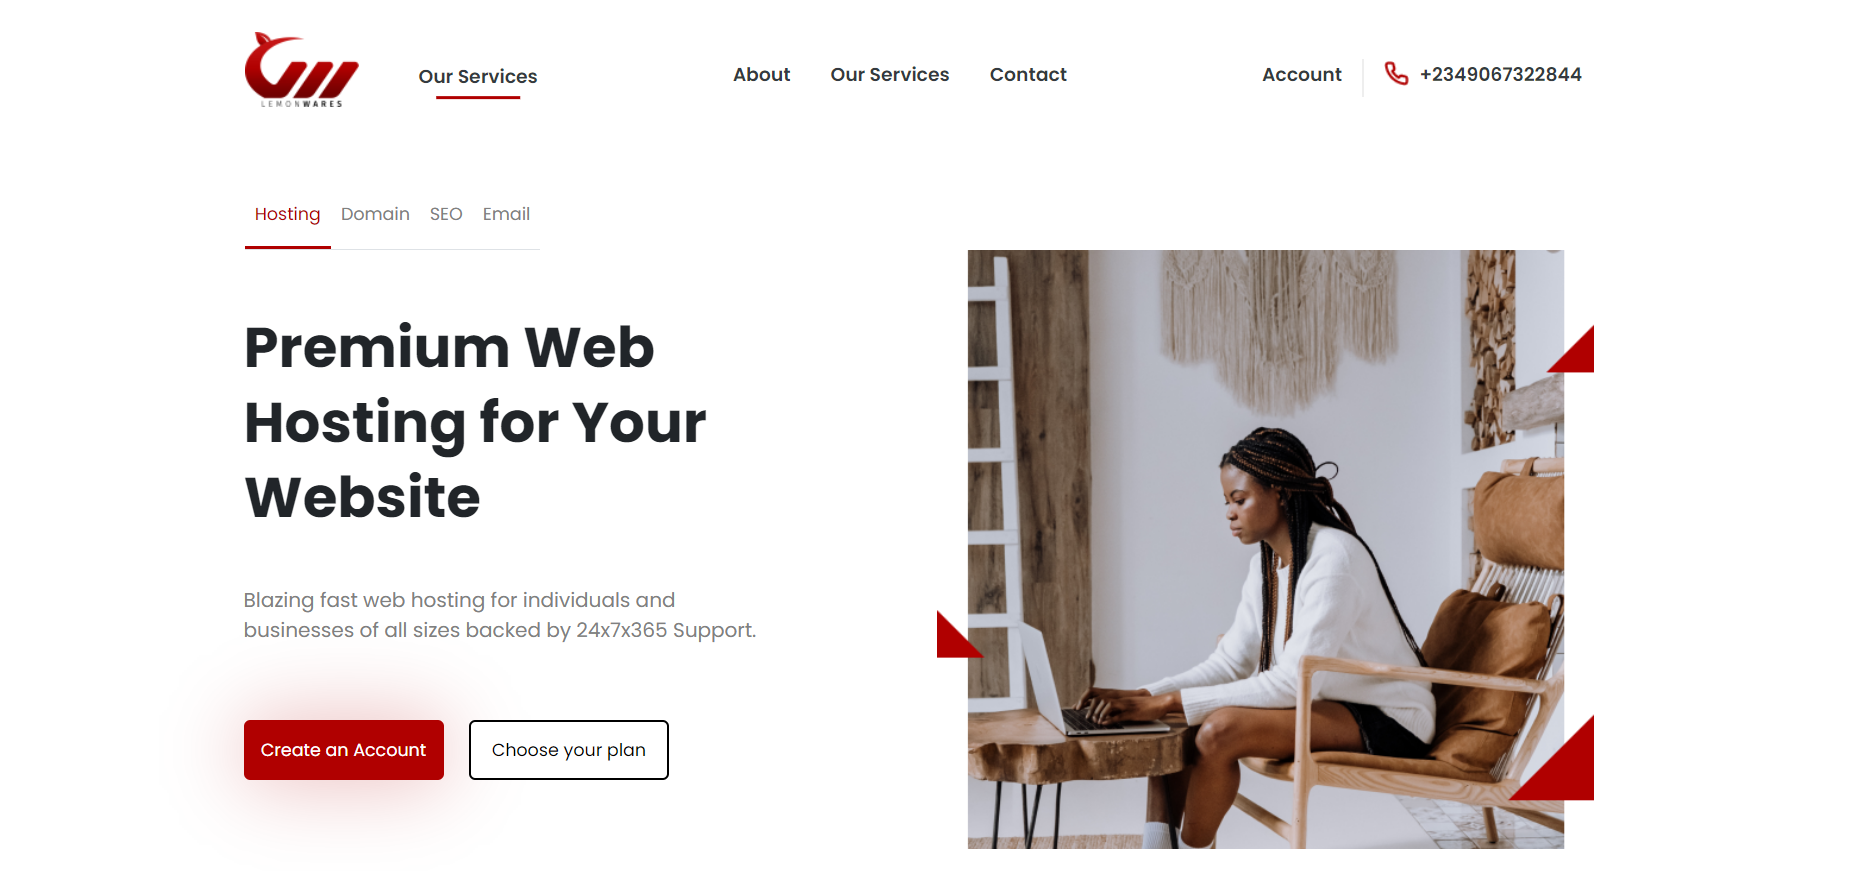 LEMONWARES
Our Services
About
Our Services
Contact
Account
+2349067322844
Hosting
Domain
SEO
Email
Premium Web
Hosting for Your
Website
Blazing fast web hosting for individuals and
businesses of all sizes backed by 24x7x365 Support.
Create an Account
Choose your plan